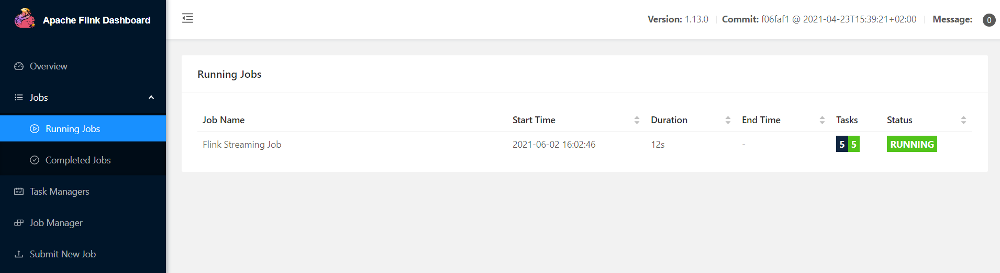 Apache Flink Dashboard
Version: 1.13.0 Commit: f06faf1 @ 2021-04-23T15:39:21+02:00 Message: 0
Overview
Jobs
Running Jobs
Completed Jobs
Task Managers
Job Manager
Submit New Job
Running Jobs
Job Name Start Time Duration End Time Tasks Status
Flink Streaming Job 2021-06-02 16:02:46 12s - 5 5 RUNNING